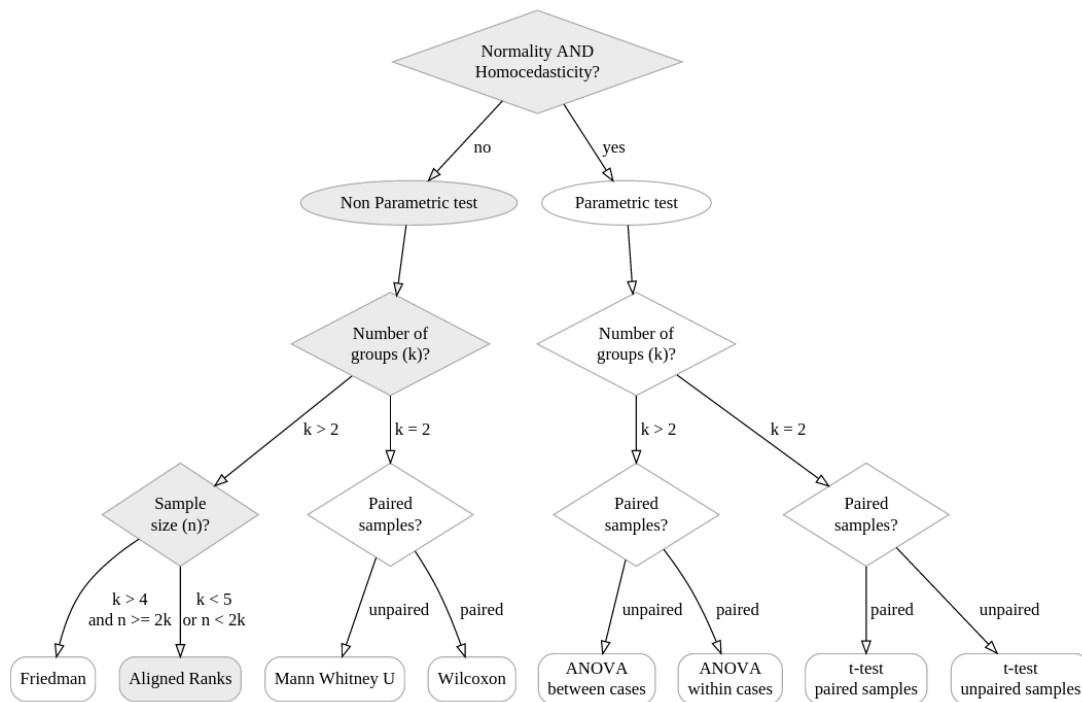 Normality AND
Homocedasticity?
no
yes
Non Parametric test
Parametric test
Number of
groups (k)?
Number of
groups (k)?
k > 2
k = 2
k > 2
k = 2
Sample
size (n)?
Paired
samples?
Paired
samples?
Paired
samples?
k > 4
and n >= 2k
k < 5
or n < 2k
unpaired
paired
unpaired
paired
paired
unpaired
Friedman
Aligned Ranks
Mann Whitney U
Wilcoxon
ANOVA
between cases
ANOVA
within cases
t-test
paired samples
t-test
unpaired samples